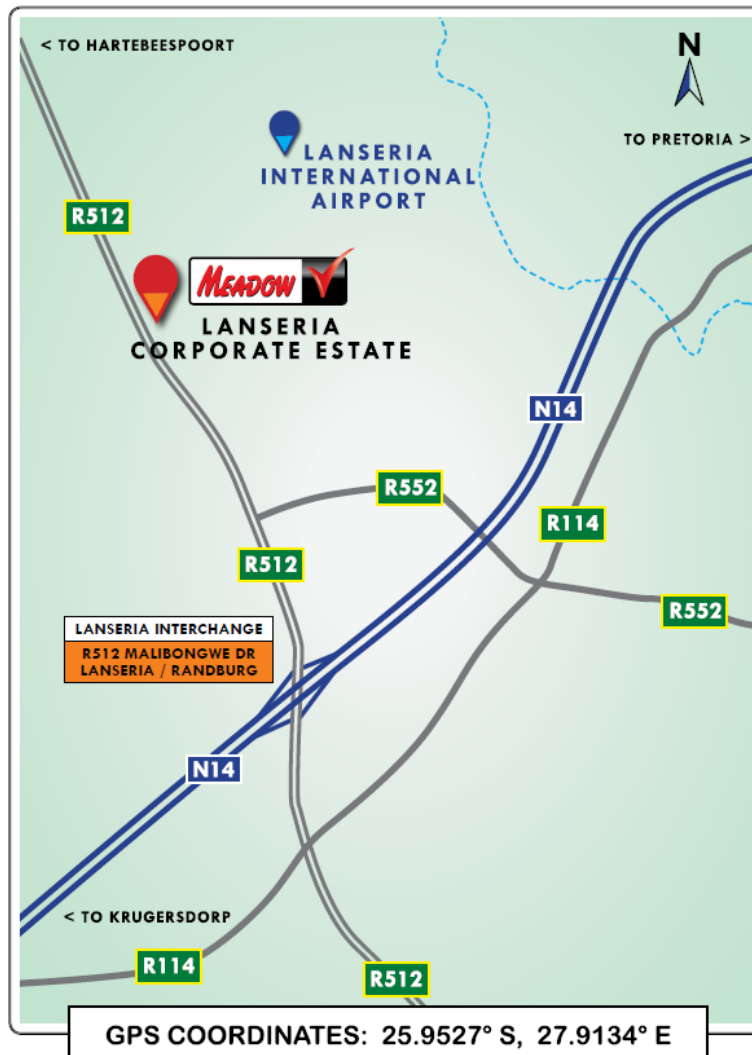 < TO HARTEBEESPOORT
N
TO PRETORIA >
LANSERIA
INTERNATIONAL
AIRPORT
R512
MEADOW
LANSERIA
CORPORATE ESTATE
N14
R552
R114
R512
R552
LANSERIA INTERCHANGE
R512 MALIBONGWE DR
LANSERIA / RANDBURG
N14
< TO KRUGERSDORP
R114
R512
GPS COORDINATES: 25.9527° S, 27.9134° E